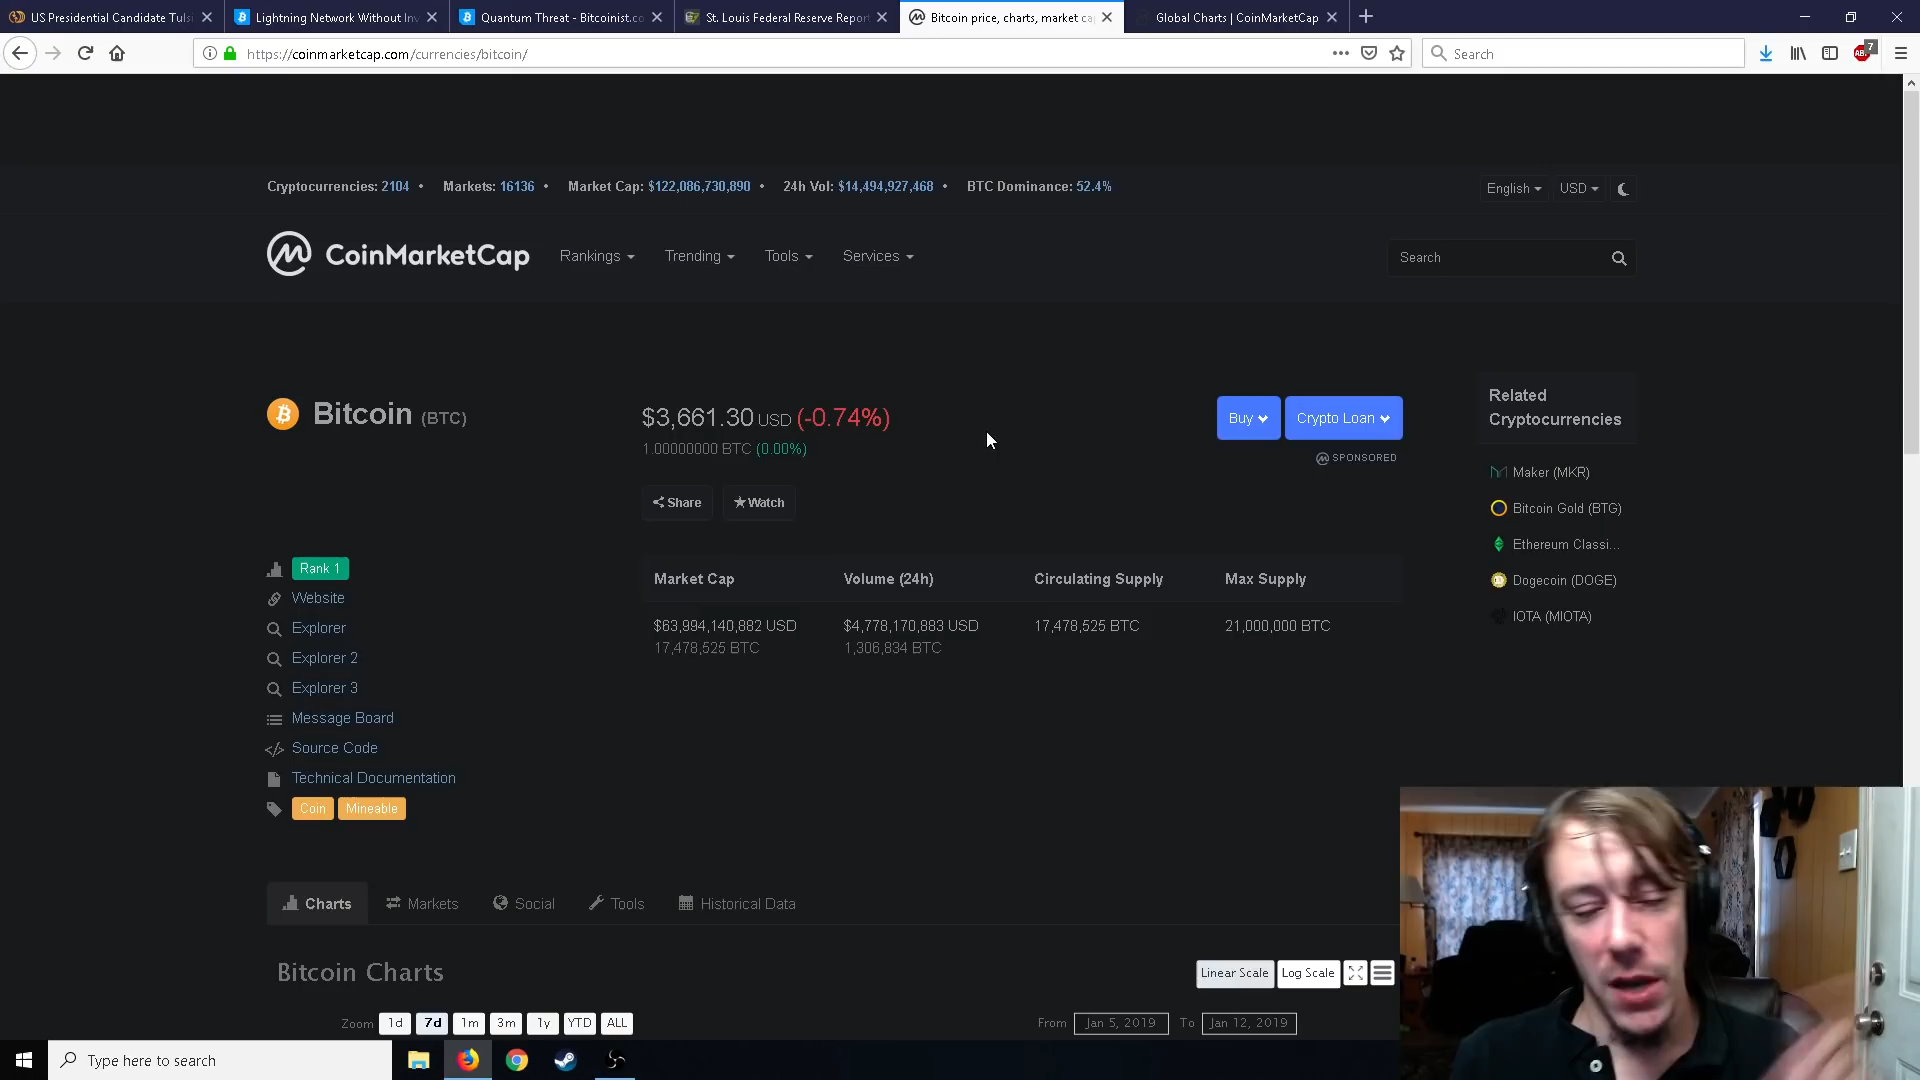 US Presidential Candidate Tulsi
Lightning Network Without Inv
Quantum Threat - Bitcoinist.co
St. Louis Federal Reserve Report
Bitcoin price, charts, market ca
Global Charts | CoinMarketCap
https://coinmarketcap.com/currencies/bitcoin/
Search
7
Cryptocurrencies: 2104 • Markets: 16136 • Market Cap: $122,086,730,890 • 24h Vol: $14,494,927,468 • BTC Dominance: 52.4%
English USD
CoinMarketCap
Rankings Trending Tools Services
Search
Bitcoin (BTC)
$3,661.30 USD (-0.74%)
1.00000000 BTC (0.00%)
Buy Crypto Loan
SPONSORED
Share Watch
Related
Cryptocurrencies
Maker (MKR)
Bitcoin Gold (BTG)
Ethereum Classi...
Dogecoin (DOGE)
IOTA (MIOTA)
Rank 1
Website
Explorer
Explorer 2
Explorer 3
Message Board
Source Code
Technical Documentation
Coin Mineable
Market Cap Volume (24h) Circulating Supply Max Supply
$63,994,140,882 USD $4,778,170,883 USD 17,478,525 BTC 21,000,000 BTC
17,478,525 BTC 1,306,834 BTC
Charts Markets Social Tools Historical Data
Bitcoin Charts
Linear Scale Log Scale
Zoom 1d 7d 1m 3m 1y YTD ALL
From Jan 5, 2019 To Jan 12, 2019
Type here to search